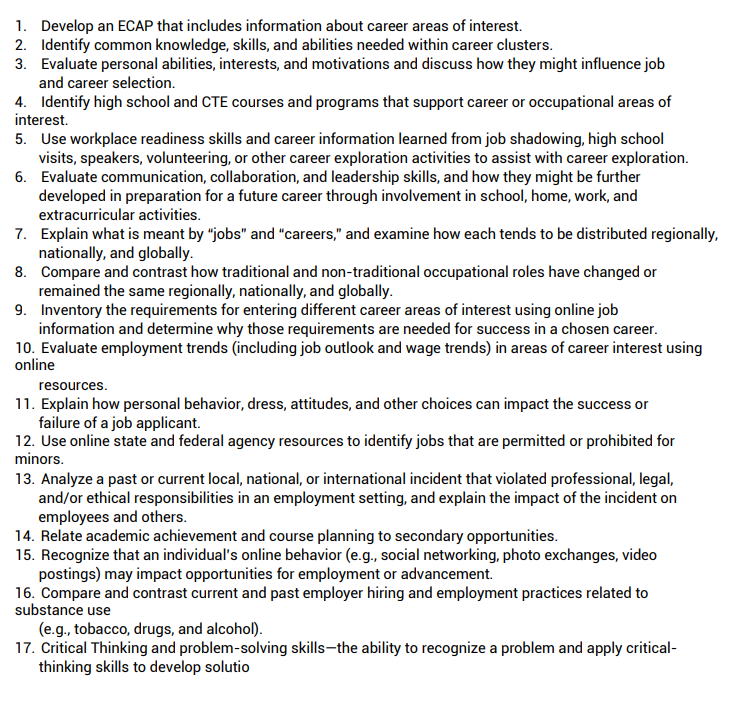 1. Develop an ECAP that includes information about career areas of interest.
2. Identify common knowledge, skills, and abilities needed within career clusters.
3. Evaluate personal abilities, interests, and motivations and discuss how they might influence job
and career selection.
4. Identify high school and CTE courses and programs that support career or occupational areas of
interest.
5. Use workplace readiness skills and career information learned from job shadowing, high school
visits, speakers, volunteering, or other career exploration activities to assist with career exploration.
6. Evaluate communication, collaboration, and leadership skills, and how they might be further
developed in preparation for a future career through involvement in school, home, work, and
extracurricular activities.
7. Explain what is meant by “jobs” and “careers,” and examine how each tends to be distributed regionally,
nationally, and globally.
8. Compare and contrast how traditional and non-traditional occupational roles have changed or
remained the same regionally, nationally, and globally.
9. Inventory the requirements for entering different career areas of interest using online job
information and determine why those requirements are needed for success in a chosen career.
10. Evaluate employment trends (including job outlook and wage trends) in areas of career interest using
online
resources.
11. Explain how personal behavior, dress, attitudes, and other choices can impact the success or
failure of a job applicant.
12. Use online state and federal agency resources to identify jobs that are permitted or prohibited for
minors.
13. Analyze a past or current local, national, or international incident that violated professional, legal,
and/or ethical responsibilities in an employment setting, and explain the impact of the incident on
employees and others.
14. Relate academic achievement and course planning to secondary opportunities.
15. Recognize that an individual's online behavior (e.g., social networking, photo exchanges, video
postings) may impact opportunities for employment or advancement.
16. Compare and contrast current and past employer hiring and employment practices related to
substance use
(e.g., tobacco, drugs, and alcohol).
17. Critical Thinking and problem-solving skills—the ability to recognize a problem and apply critical-
thinking skills to develop solutio